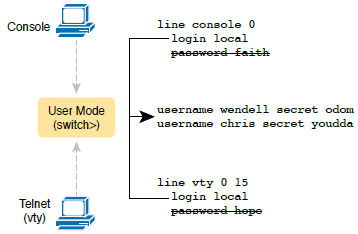 Console
line console 0
login local
password faith
User Mode
(switch>)
username wendell secret odom
username chris secret youdda
line vty 0 15
login local
password hope
Telnet
(vty)